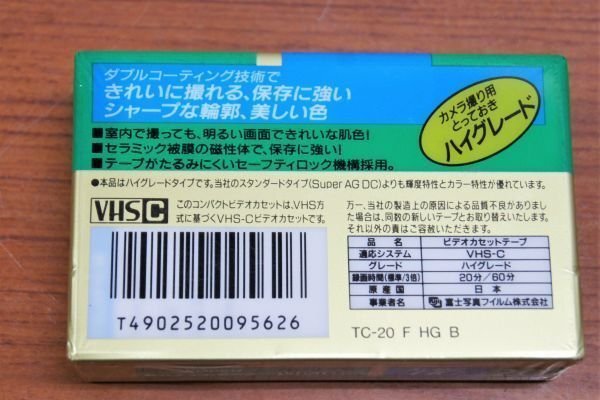 ダブルコーティング技術で
きれいに撮れる、保存に強い
シャープな輪郭、美しい色
カメラ撮り用
とっておき
ハイグレード
■室内で撮っても、明るい画面できれいな肌色!
■セラミック被膜の磁性体で、保存に強い!
■テープがたるみにくいセーフティロック機構採用。
●本品はハイグレードタイプです。当社のスタンダードタイプ(Super AG DC)よりも輝度特性とカラー特性が優れています。
VHSC
このコンパクトビデオカセットは、VHS方
式に基づくVHS-Cビデオカセットです。
万一、当社の製造上の原因による品質不良がありまし
た場合は、同数の新しいテープとお取り替えいたします。
それ以外の責はご容赦いただきます。
品名 ビデオカセットテープ
適応システム VHS-C
グレード ハイグレード
録画時間(標準/3倍) 20分/60分
原産国 日本
事業者名 富士写真フイルム株式会社
T4902520095626
TC-20 F HG B